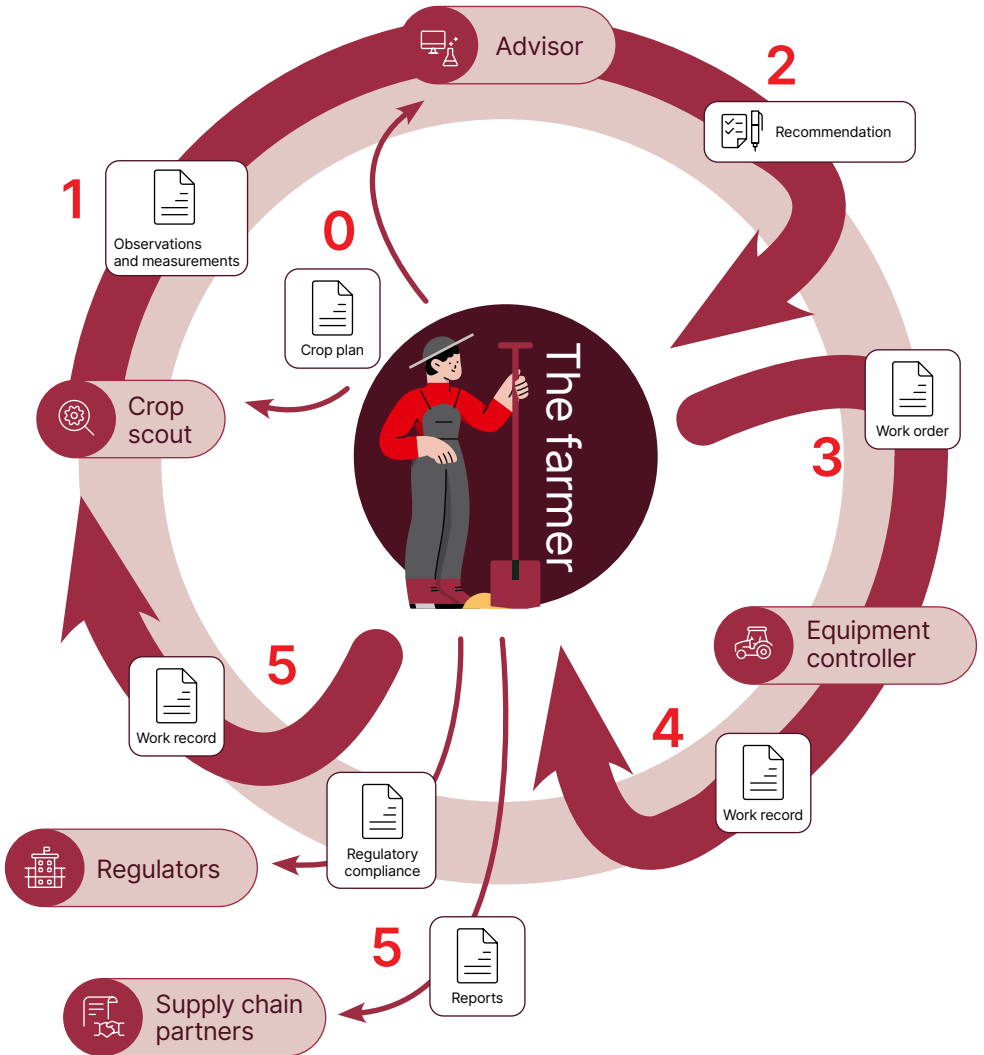 Advisor
2
Recommendation
1
Observations
and measurements
0
Crop plan
Crop
scout
The farmer
Work order
3
Equipment
controller
5
Work record
4
Work record
Regulators
Regulatory
compliance
5
Reports
Supply chain
partners